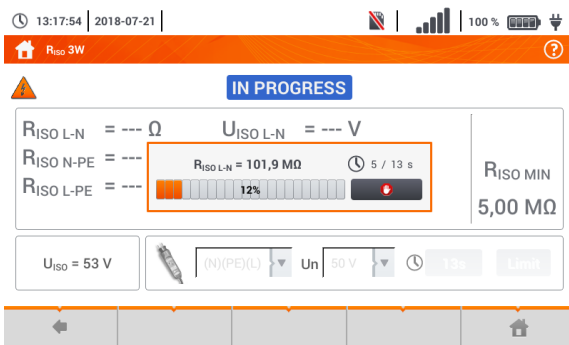 13:17:54 2018-07-21 100 %
RISO 3W ?
IN PROGRESS
RISO L-N = --- Ω UISO L-N = --- V
RISO N-PE = ---
RISO L-PE = ---
RISO L-N = 101,9 MΩ 5 / 13 s
12%
RISO MIN
5,00 MΩ
UISO = 53 V (N)(PE)(L) Un 50 V 13s Limit